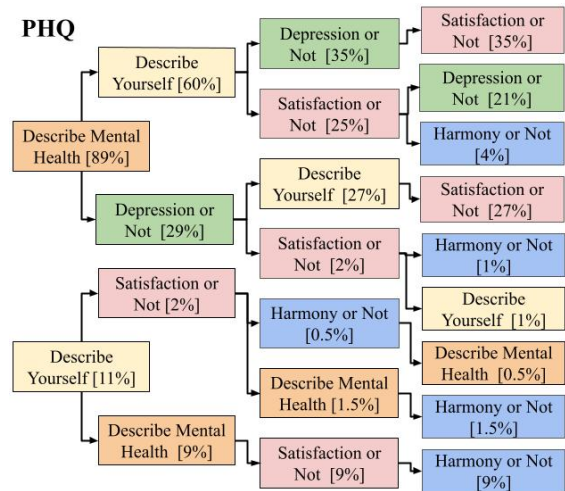 PHQ
Describe Mental
Health [89%]
Describe
Yourself [60%]
Depression or
Not [35%]
Satisfaction or
Not [35%]
Satisfaction or
Not [25%]
Depression or
Not [21%]
Harmony or Not
[4%]
Depression or
Not [29%]
Describe
Yourself [27%]
Satisfaction or
Not [27%]
Satisfaction or
Not [2%]
Harmony or Not
[1%]
Describe
Yourself [1%]
Describe
Yourself [11%]
Satisfaction or
Not [2%]
Harmony or Not
[0.5%]
Describe Mental
Health [0.5%]
Describe Mental
Health [1.5%]
Harmony or Not
[1.5%]
Describe Mental
Health [9%]
Satisfaction or
Not [9%]
Harmony or Not
[9%]